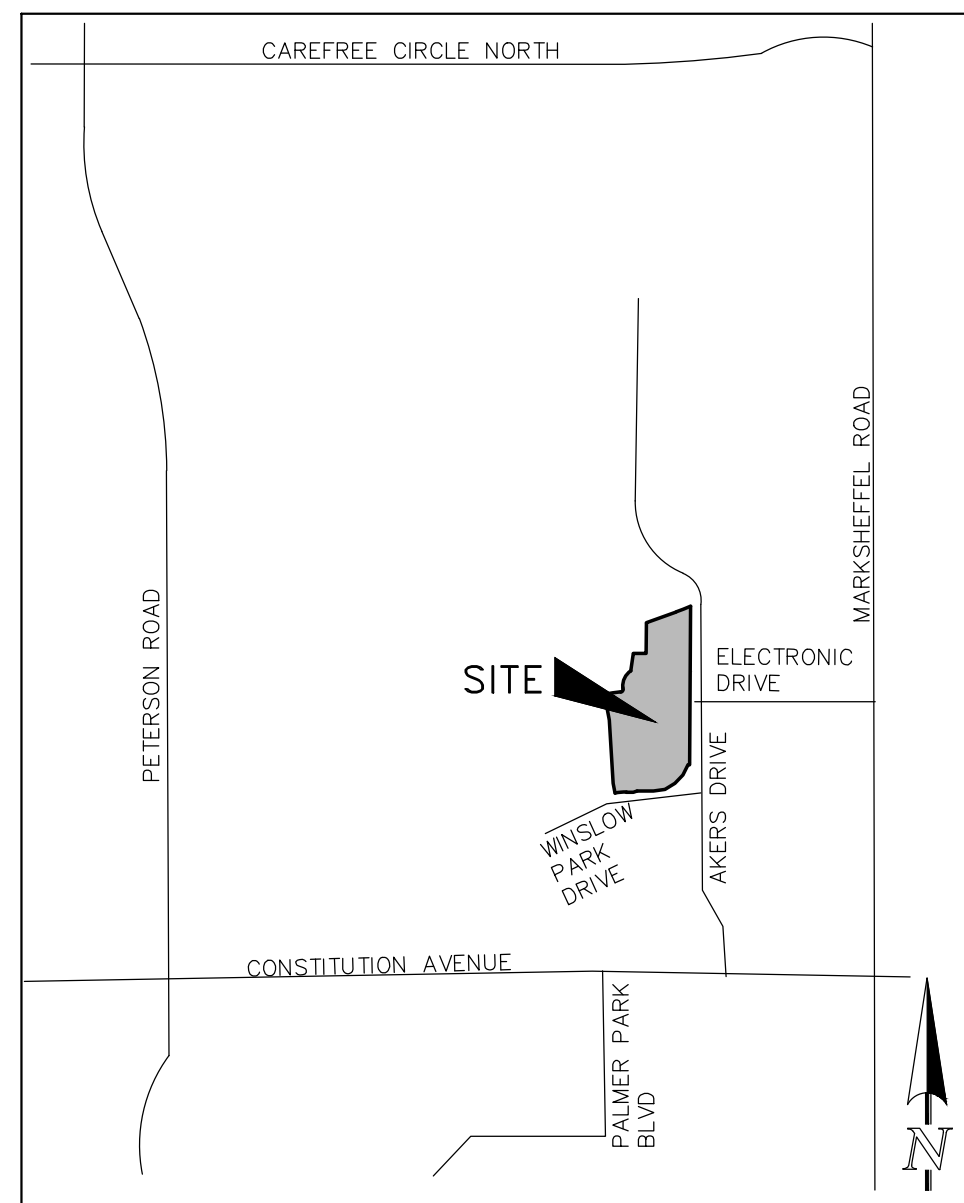 CAREFREE CIRCLE NORTH
MARKSHEFFEL ROAD
PETERSON ROAD
SITE
ELECTRONIC
DRIVE
AKERS DRIVE
WINSLOW
PARK
DRIVE
CONSTITUTION AVENUE
PALMER PARK
BLVD
N